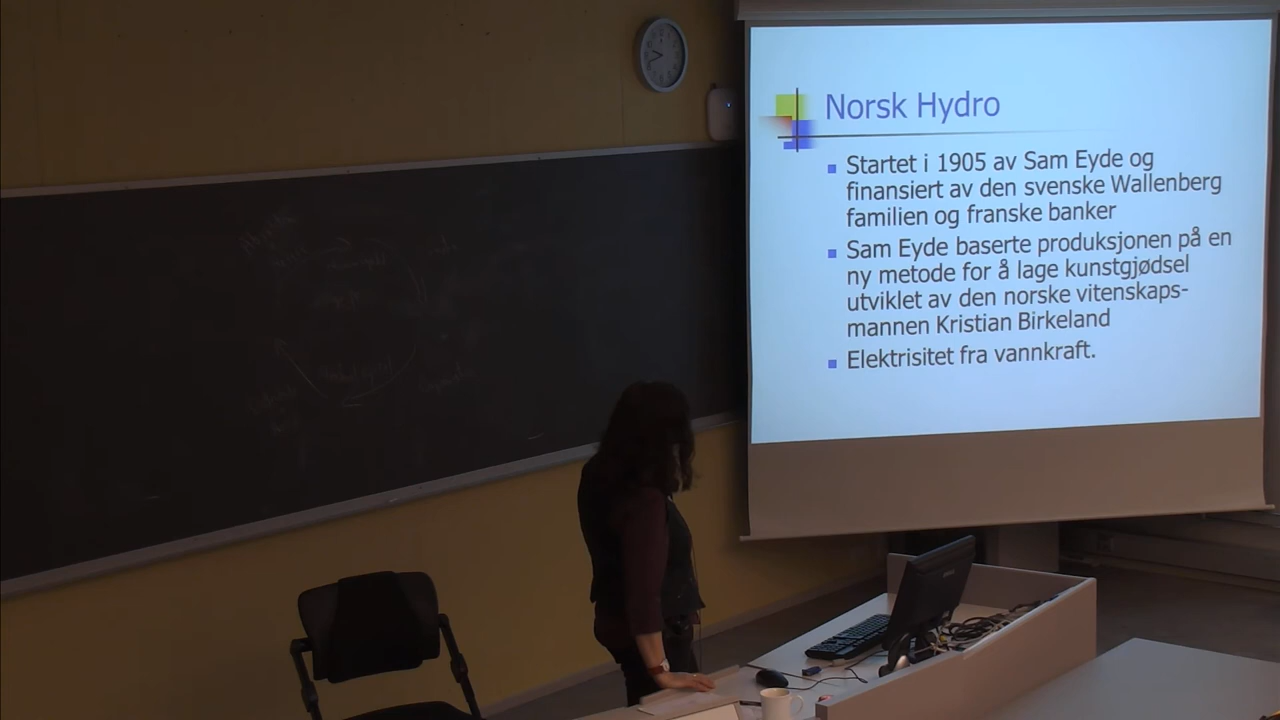 Norsk Hydro
Startet i 1905 av Sam Eyde og
finansiert av den svenske Wallenberg
familien og franske banker
Sam Eyde baserte produksjonen på en
ny metode for å lage kunstgjødsel
utviklet av den norske vitenskaps-
mannen Kristian Birkeland
Elektrisitet fra vannkraft.